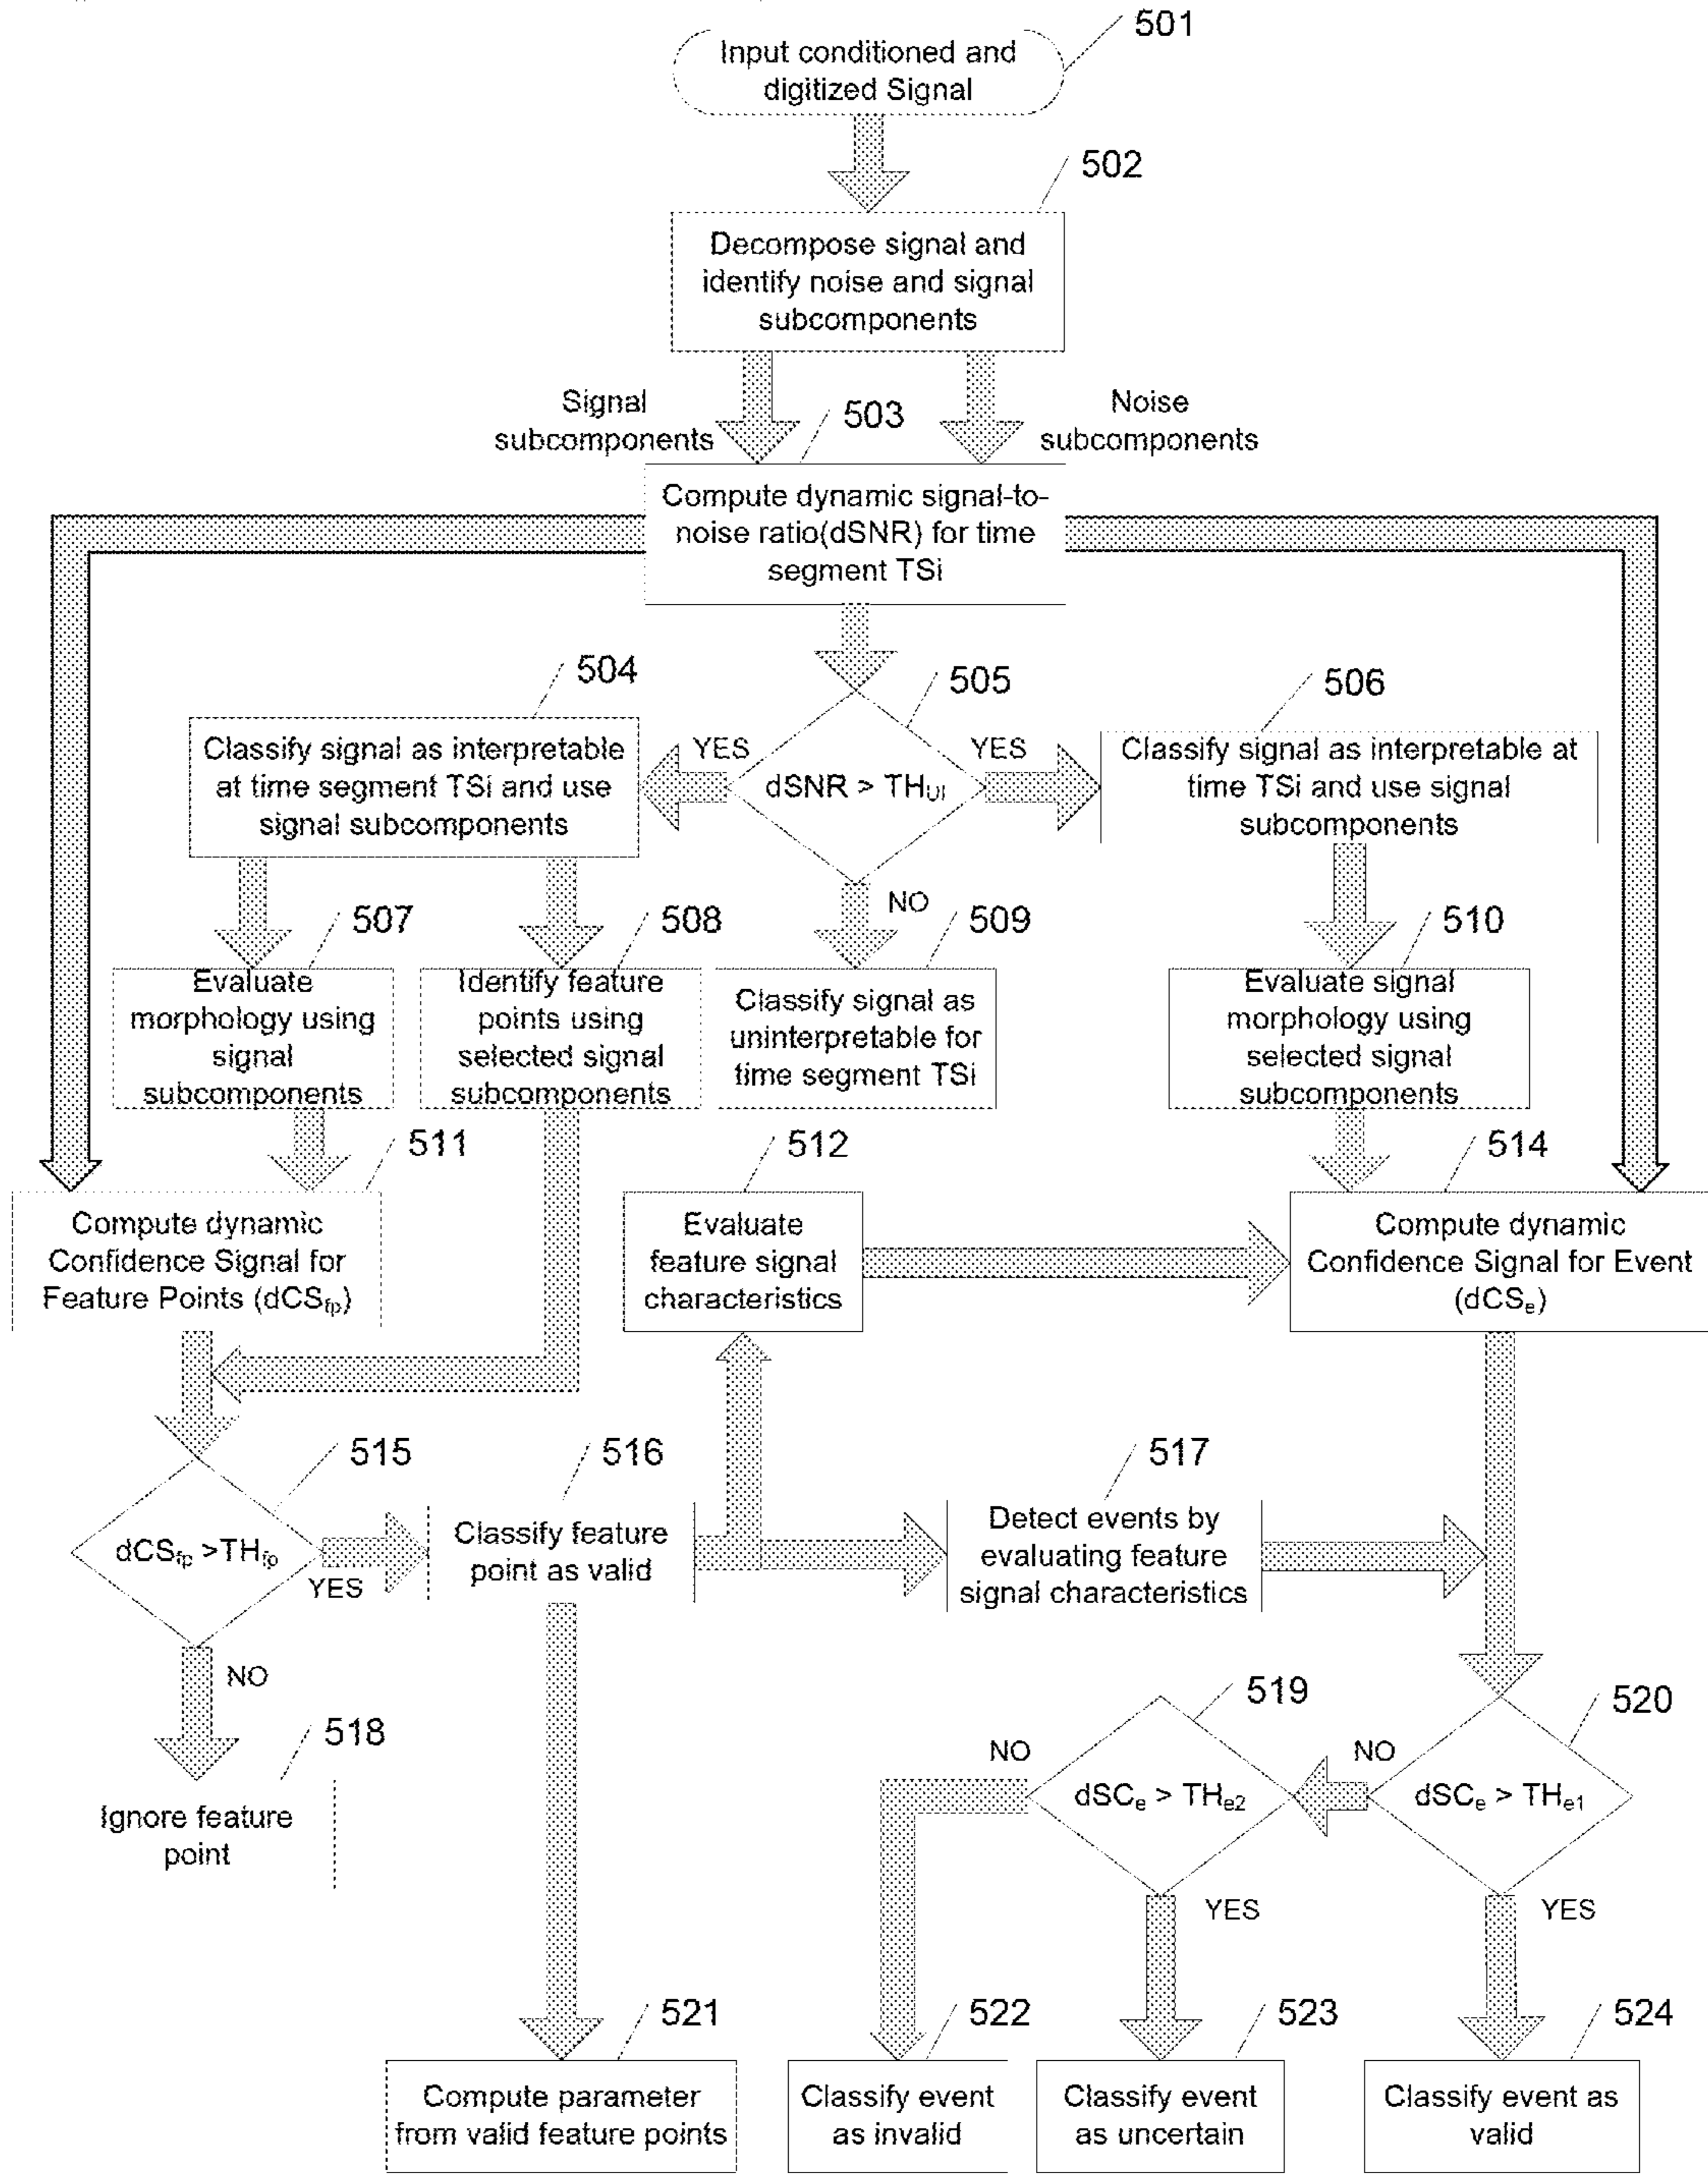 501
Input conditioned and
digitized Signal
502
Decompose signal and
identify noise and signal
subcomponents
Signal
subcomponents
503
Noise
subcomponents
Compute dynamic signal-to-
noise ratio(dSNR) for time
segment TSi
504
505
506
Classify signal as interpretable
at time segment TSi and use
signal subcomponents
YES
dSNR > TH_UI
YES
Classify signal as interpretable at
time TSi and use signal
subcomponents
NO
507
508
509
510
Evaluate
morphology using
signal
subcomponents
Identify feature
points using
selected signal
subcomponents
Classify signal as
uninterpretable for
time segment TSi
Evaluate signal
morphology using
selected signal
subcomponents
511
512
514
Compute dynamic
Confidence Signal for
Feature Points (dCS_fp)
Evaluate
feature signal
characteristics
Compute dynamic
Confidence Signal for Event
(dCS_e)
515
516
517
dCS_fp >TH_fp
YES
Classify feature
point as valid
Detect events by
evaluating feature
signal characteristics
NO
518
Ignore feature
point
519
520
NO
dSC_e > TH_e2
NO
dSC_e > TH_e1
YES
YES
521
522
523
524
Compute parameter
from valid feature points
Classify event
as invalid
Classify event
as uncertain
Classify event as
valid